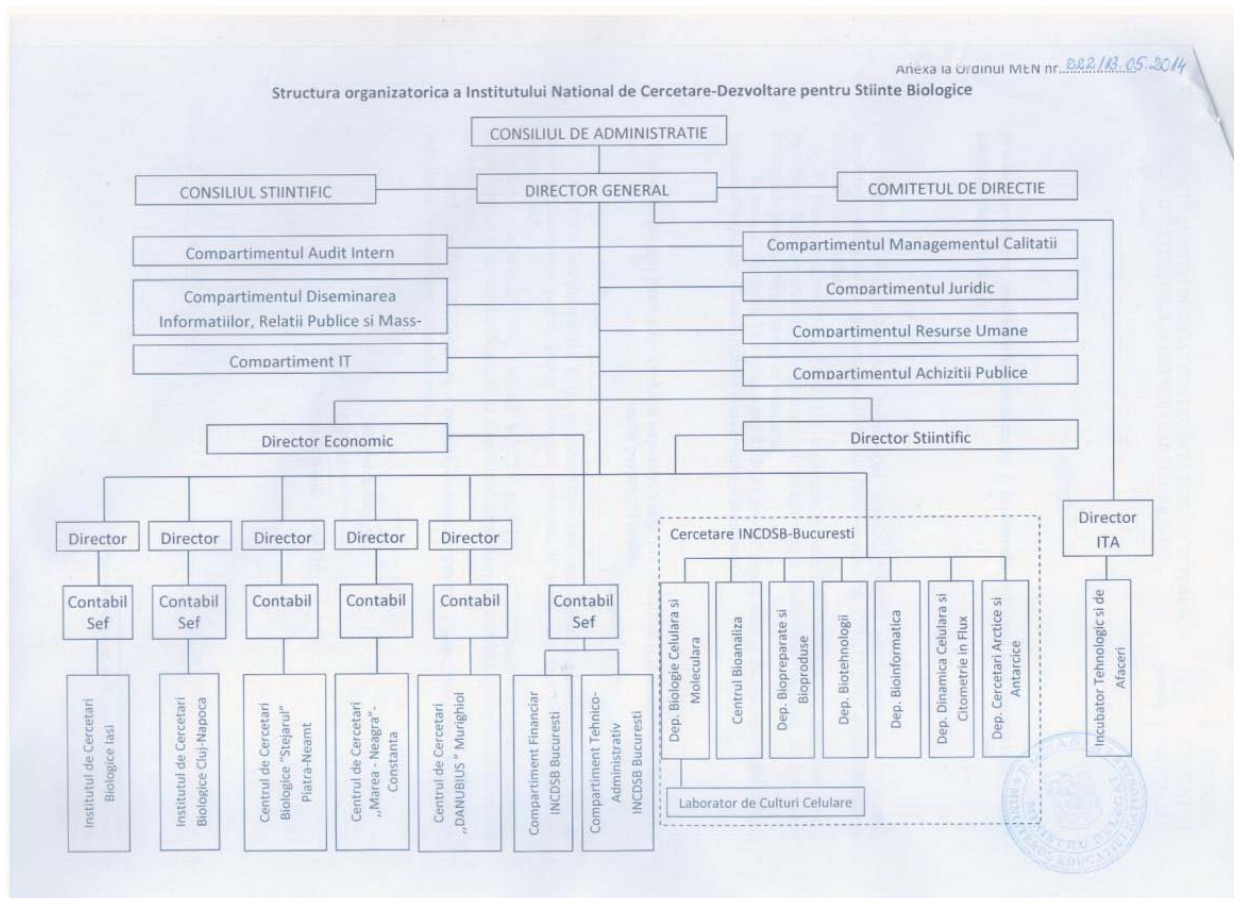 Anexa la Ordinul MEN nr. 222/13.05.2014
Structura organizatorica a Institutului National de Cercetare-Dezvoltare pentru Stiinte Biologice
CONSILIUL DE ADMINISTRATIE
CONSILIUL STIINTIFIC
DIRECTOR GENERAL
COMITETUL DE DIRECTIE
Compartimentul Audit Intern
Compartimentul Managementul Calitatii
Compartimentul Diseminarea
Informatiilor, Relatii Publice si Mass-
Compartimentul Juridic
Compartimentul Resurse Umane
Compartiment IT
Compartimentul Achizitii Publice
Director Economic
Director Stiintific
Director
Director
Director
Director
Director
Cercetare INCDSB-Bucuresti
Director
ITA
Contabil
Sef
Contabil
Sef
Contabil
Contabil
Contabil
Contabil
Sef
Institutul de Cercetari
Biologice Iasi
Institutul de Cercetari
Biologice Cluj-Napoca
Centrul de Cercetari
Biologice "Stejarul"
Piatra-Neamt
Centrul de Cercetari
,,Marea - Neagra"-
Constanta
Centrul de Cercetari
,,DANUBIUS" Murighiol
Compartiment Financiar
INCDSB Bucuresti
Compartiment Tehnico-
Administrativ
INCDSB Bucuresti
Dep. Biologie Celulara si
Moleculara
Centrul Bioanaliza
Dep. Biopreparate si
Bioproduse
Dep. Biotehnologii
Dep. Bioinformatica
Dep. Dinamica Celulara si
Citometrie in Flux
Dep. Cercetari Arctice si
Antarcice
Incubator Tehnologic si de
Afaceri
Laborator de Culturi Celulare